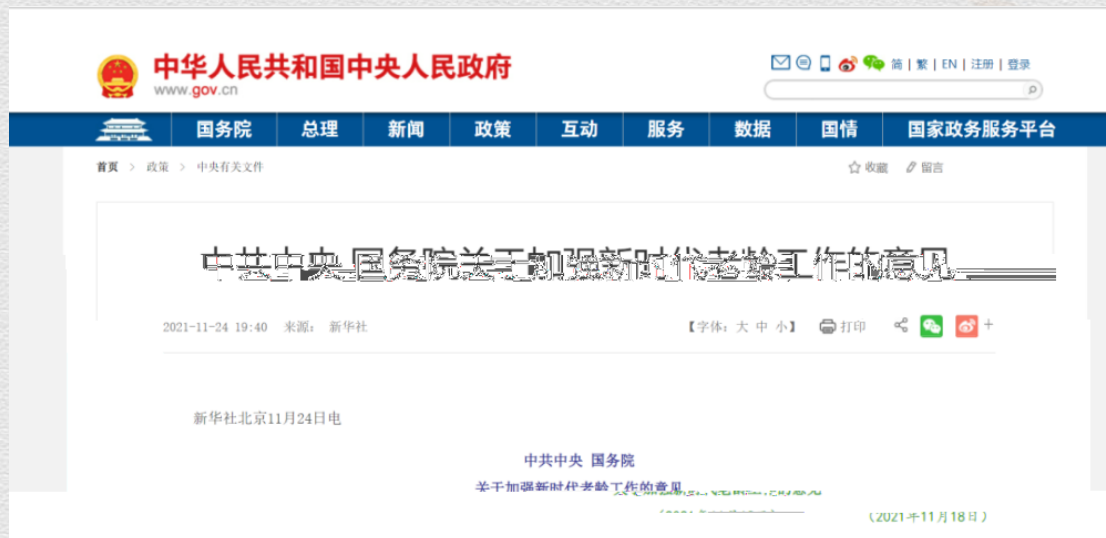 中华人民共和国中央人民政府
www.gov.cn
简 | 繁 | EN | 注册 | 登录
国务院 总理 新闻 政策 互动 服务 数据 国情 国家政务服务平台
首页 > 政策 > 中央有关文件
收藏 留言
中共中央 国务院关于加强新时代老龄工作的意见
2021-11-24 19:40 来源: 新华社
【字体: 大 中 小】 打印 +
新华社北京11月24日电
中共中央 国务院
关于加强新时代老龄工作的意见
(2021年11月18日)